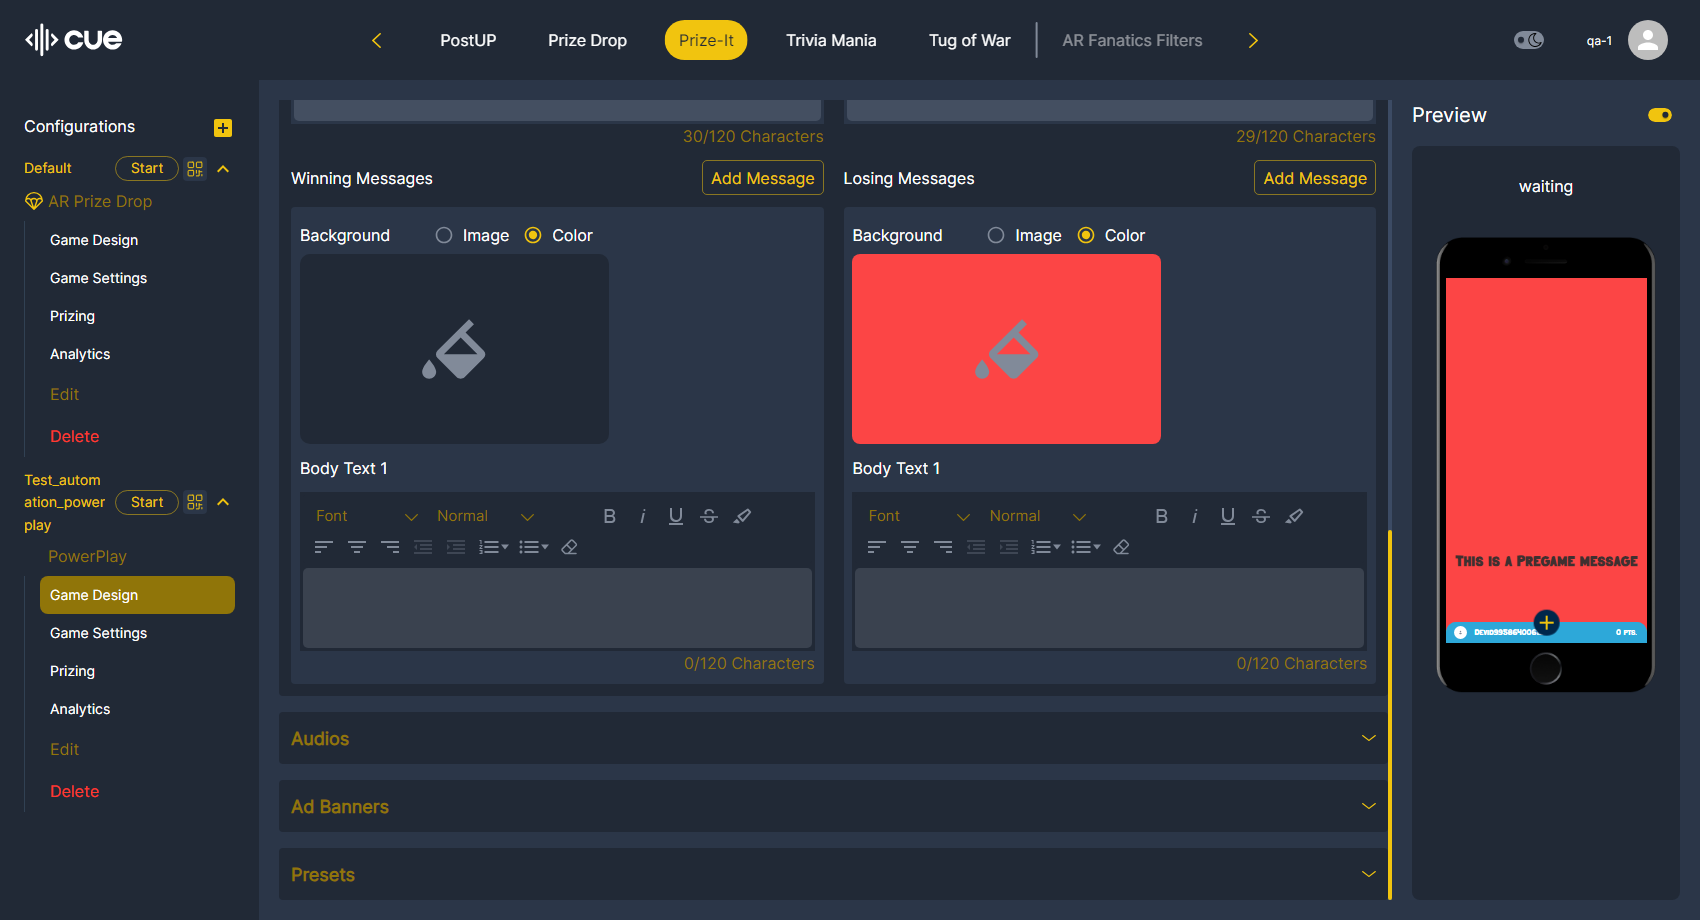 cue
PostUP
Prize Drop
Prize-It
Trivia Mania
Tug of War
AR Fanatics Filters
qa-1
Configurations
Default
Start
AR Prize Drop
Game Design
Game Settings
Prizing
Analytics
Edit
Delete
Test_autom
ation_power
play
Start
PowerPlay
Game Design
Game Settings
Prizing
Analytics
Edit
Delete
30/120 Characters
29/120 Characters
Winning Messages
Add Message
Losing Messages
Add Message
Background
Image
Color
Background
Image
Color
Body Text 1
Body Text 1
Font
Normal
Font
Normal
0/120 Characters
0/120 Characters
Audios
Ad Banners
Presets
Preview
waiting
This is a Pregame message
0 pts.